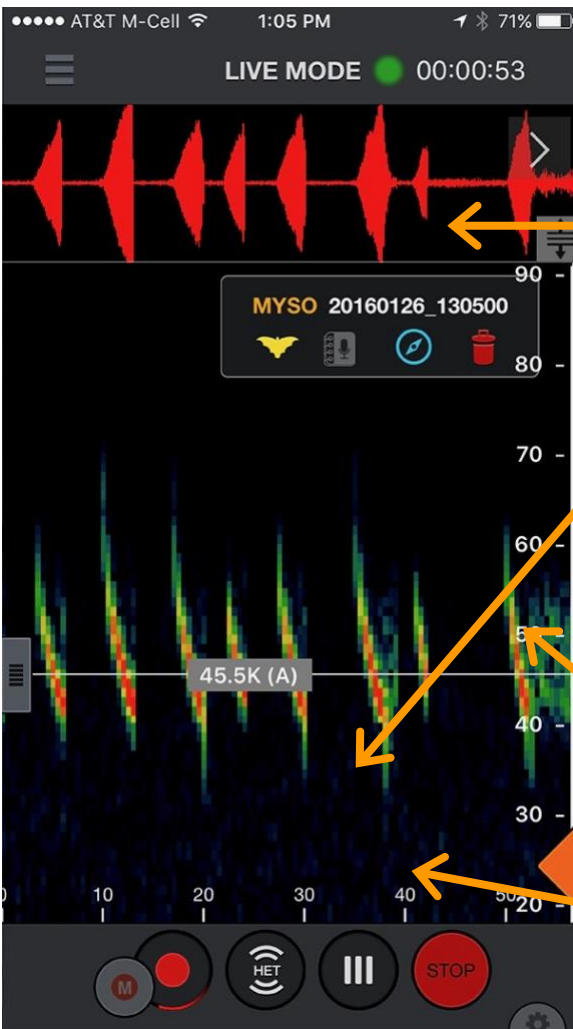 AT&T M-Cell 1:05 PM 71%
LIVE MODE 00:00:53
90
MYSO 20160126_130500
80
70
60
50
45.5K (A)
40
30
0 10 20 30 40 50 20
M HET STOP